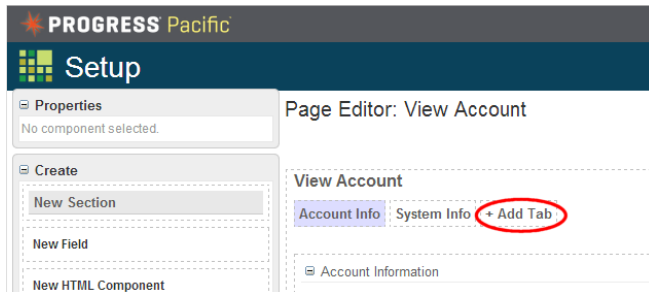 PROGRESS Pacific
Setup
Properties
No component selected.
Create
New Section
New Field
New HTML Component
Page Editor: View Account
View Account
Account Info System Info + Add Tab
Account Information